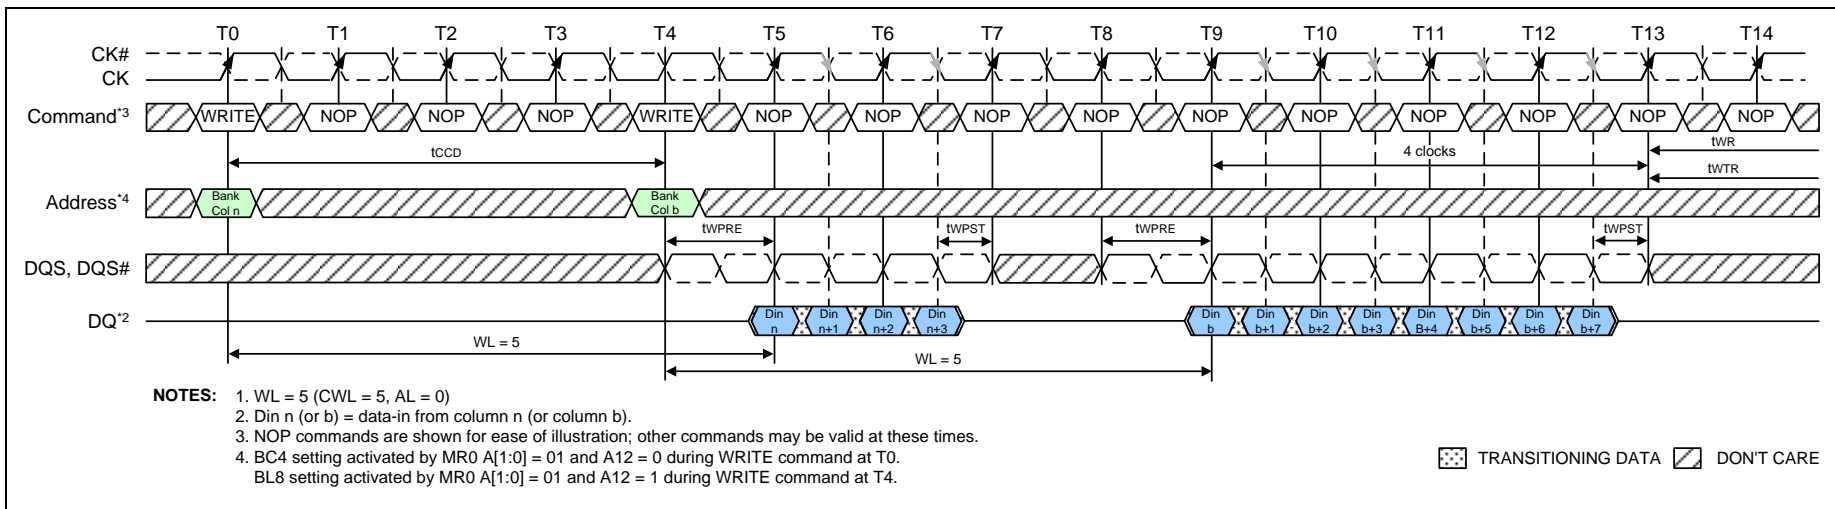 T0 T1 T2 T3 T4 T5 T6 T7 T8 T9 T10 T11 T12 T13 T14
CK#
CK
Command*3 WRITE NOP NOP NOP WRITE NOP NOP NOP NOP NOP NOP NOP NOP NOP NOP
tCCD 4 clocks tWR
tWTR
Address*4 Bank Col n Bank Col b
tWPRE tWPST tWPRE tWPST
DQS, DQS#
DQ*2 Din n Din n+1 Din n+2 Din n+3 Din b Din b+1 Din b+2 Din b+3 Din B+4 Din b+5 Din b+6 Din b+7
WL = 5
WL = 5
NOTES: 1. WL = 5 (CWL = 5, AL = 0)
2. Din n (or b) = data-in from column n (or column b).
3. NOP commands are shown for ease of illustration; other commands may be valid at these times.
4. BC4 setting activated by MR0 A[1:0] = 01 and A12 = 0 during WRITE command at T0.
BL8 setting activated by MR0 A[1:0] = 01 and A12 = 1 during WRITE command at T4.
TRANSITIONING DATA DON'T CARE